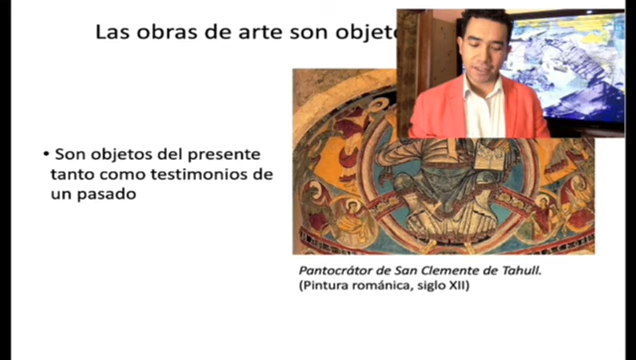 Las obras de arte son
• Son objetos del presente
tanto como testimonios de
un pasado
Pantocrátor de San Clemente de Tahull.
(Pintura románica, siglo XII)